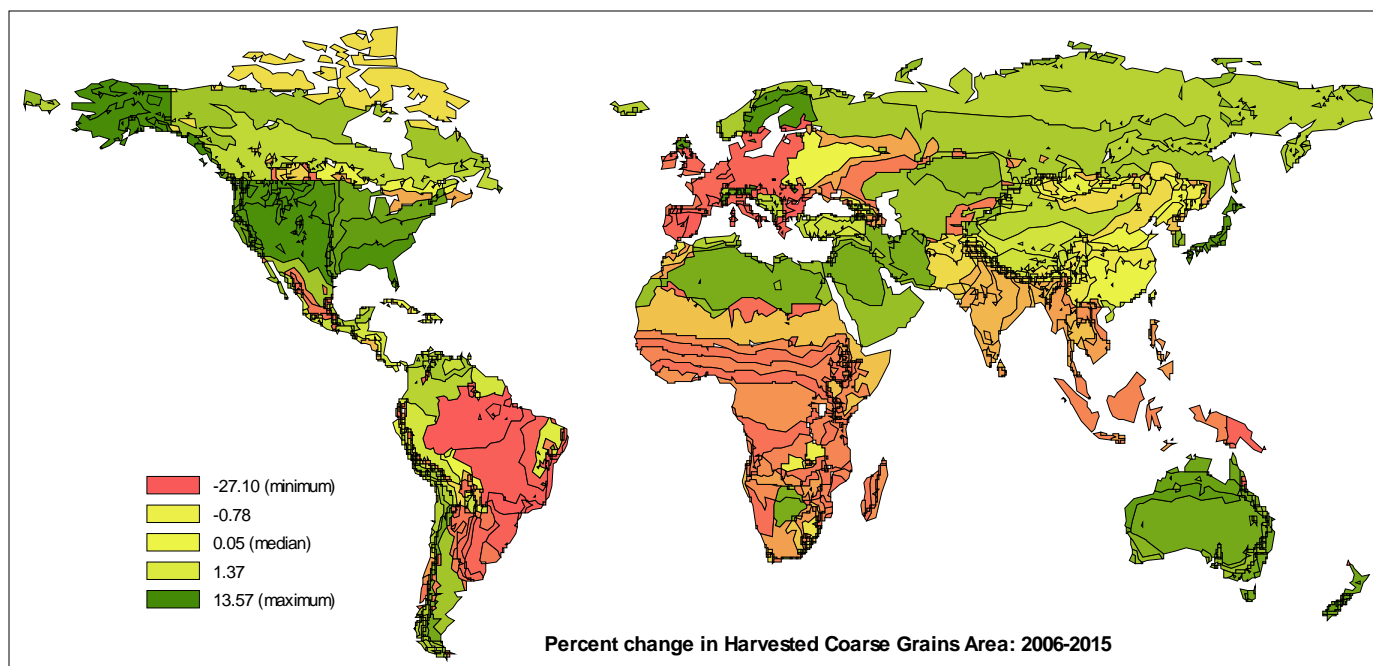 -27.10 (minimum)
-0.78
0.05 (median)
1.37
13.57 (maximum)
Percent change in Harvested Coarse Grains Area: 2006-2015